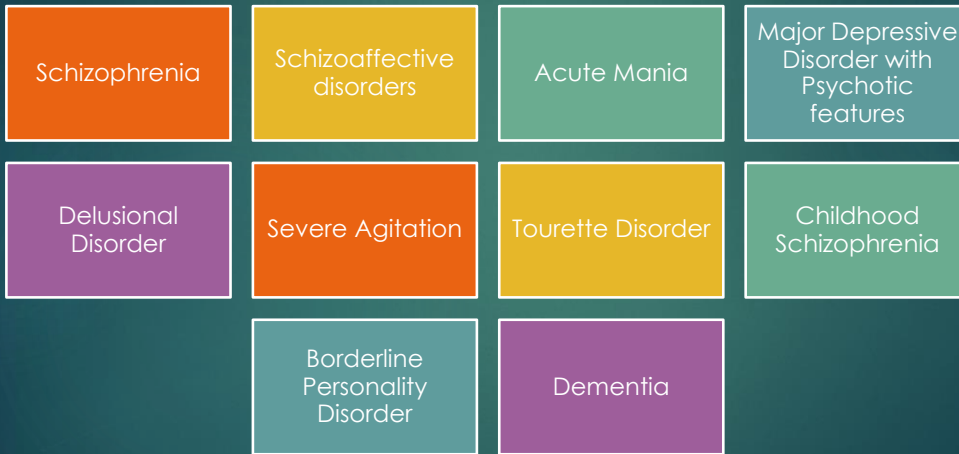 Schizophrenia
Schizoaffective
disorders
Acute Mania
Major Depressive
Disorder with
Psychotic
features
Delusional
Disorder
Severe Agitation
Tourette Disorder
Childhood
Schizophrenia
Borderline
Personality
Disorder
Dementia